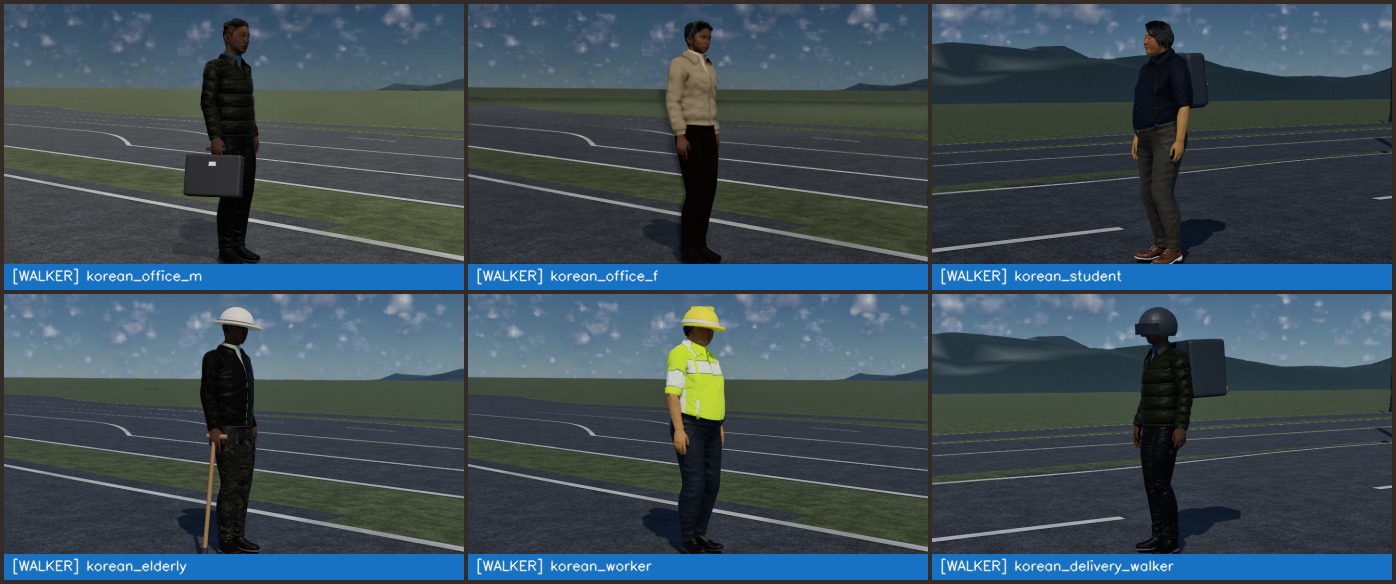 [WALKER] korean_office_m
[WALKER] korean_office_f
[WALKER] korean_student
[WALKER] korean_elderly
[WALKER] korean_worker
[WALKER] korean_delivery_walker